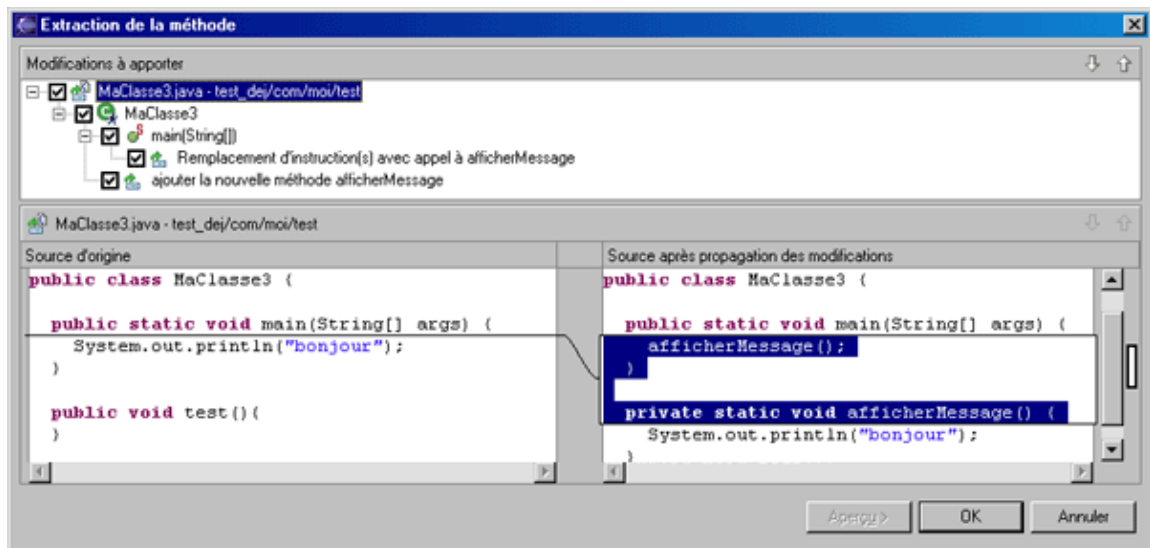 Extraction de la méthode
Modifications à apporter
MaClasse3.java - test_dej/com/moi/test
MaClasse3
main(String[])
Remplacement d'instruction(s) avec appel à afficherMessage
ajouter la nouvelle méthode afficherMessage
MaClasse3.java - test_dej/com/moi/test
Source d'origine
public class MaClasse3 {
public static void main(String[] args) {
System.out.println("bonjour");
}
public void test(){
}
Source après propagation des modifications
public class MaClasse3 {
public static void main(String[] args) {
afficherMessage();
}
private static void afficherMessage() {
System.out.println("bonjour");
}
Aperçu >
OK
Annuler